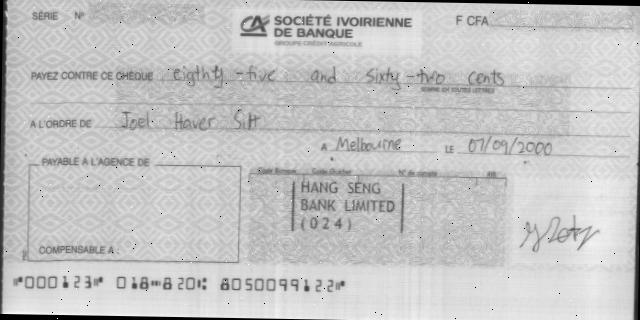 SÉRIE N°
SOCIÉTÉ IVOIRIENNE
DE BANQUE
GROUPE CRÉDIT AGRICOLE
F CFA
PAYEZ CONTRE CE CHÈQUE eigthty-five and sixty-two cents
SOMME EN TOUTES LETTRES
A L'ORDRE DE Joel Haver Sitt
A Melbourne LE 07/09/2000
PAYABLE À L'AGENCE DE
Code Banque Code Guichet N° de compte RIB
HANG SENG
BANK LIMITED
(024)
COMPENSABLE A :
⑈000123⑈ 018⑉820⑆ 805009912⑈